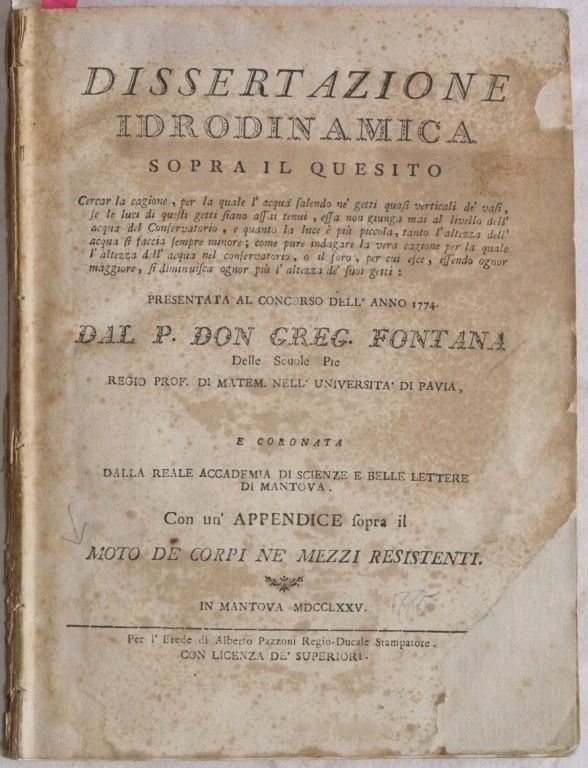 DISSERTAZIONE
IDRODINAMICA
SOPRA IL QUESITO
Cercar la cagione, per la quale l' acqua salendo ne' getti quasi verticali de' vasi,
se le luci di questi getti siano assai tenui, essa non giunga mai al livello dell'
acqua del Conservatorio, e quanto la luce è più piccola, tanto l' altezza dell'
acqua si faccia sempre minore; come pure indagare la vera cagione per la quale
l' altezza dell' acqua nel conservatorio, o il foro, per cui esce, essendo ognor
maggiore, si diminuisca ognor più l' altezza de' suoi getti:
PRESENTATA AL CONCORSO DELL' ANNO 1774.
DAL P. DON GREG. FONTANA
Delle Scuole Pie
REGIO PROF. DI MATEM. NELL' UNIVERSITA' DI PAVIA,
E CORONATA
DALLA REALE ACCADEMIA DI SCIENZE E BELLE LETTERE
DI MANTOVA.
Con un' APPENDICE sopra il
MOTO DE' CORPI NE' MEZZI RESISTENTI.
IN MANTOVA MDCCLXXV.
1775
Per l' Erede di Alberto Pazzoni Regio-Ducale Stampatore.
CON LICENZA DE' SUPERIORI.